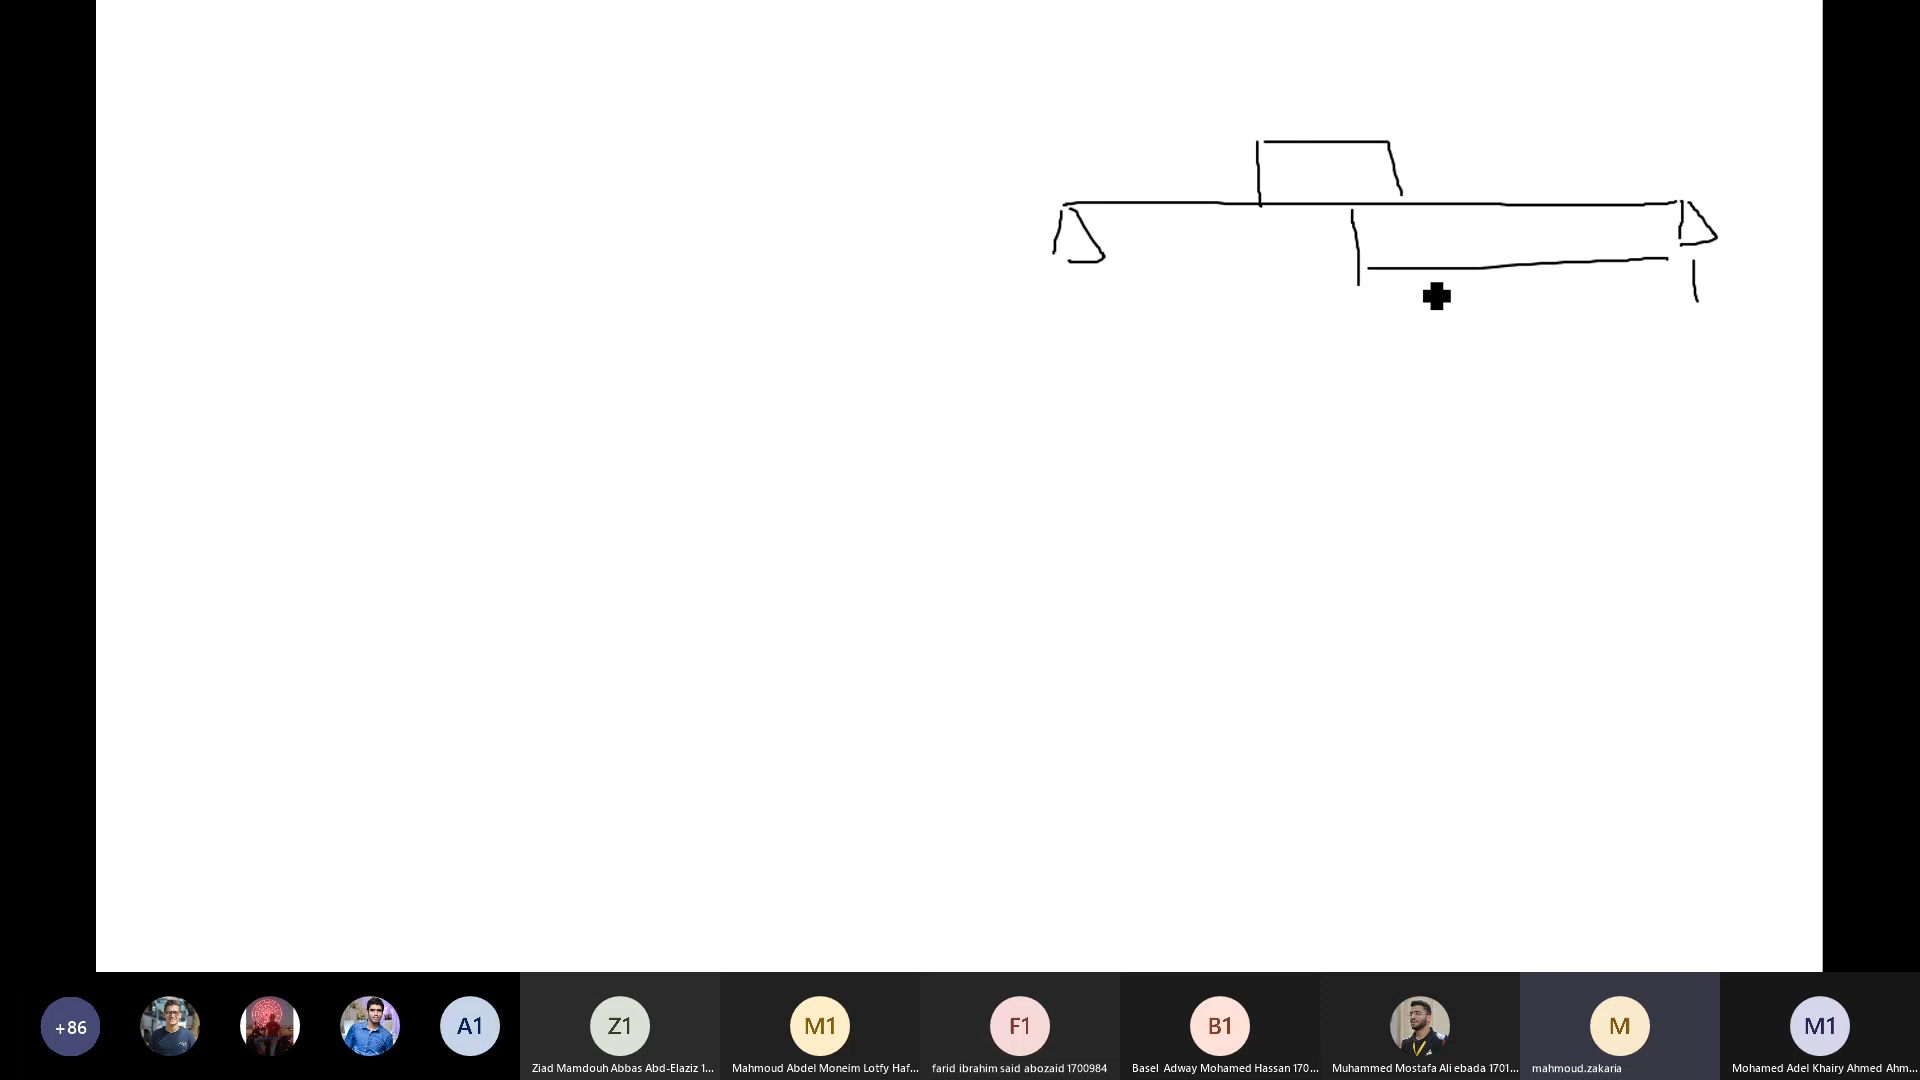 +86
A1
Z1
M1
F1
B1
M
M1
Ziad Mamdouh Abbas Abd-Elaziz 1...
Mahmoud Abdel Moneim Lotfy Haf...
farid ibrahim said abozaid 1700984
Basel Adway Mohamed Hassan 170...
Muhammed Mostafa Ali ebada 1701...
mahmoud.zakaria
Mohamed Adel Khairy Ahmed Ahm...